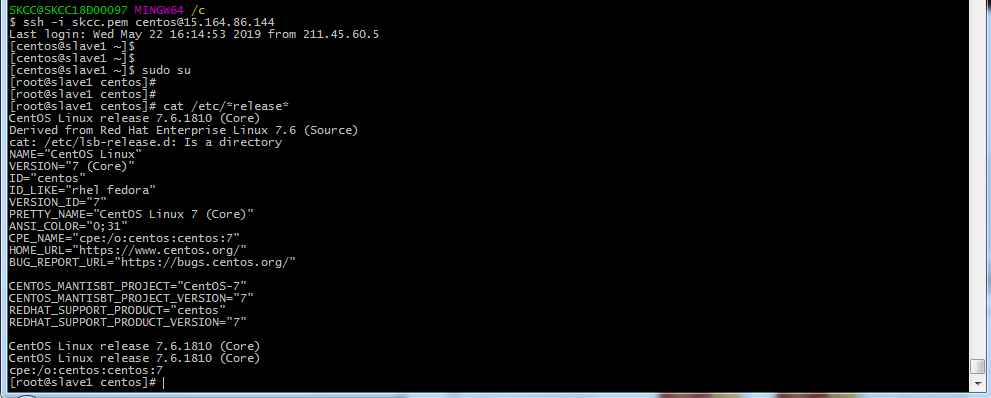 SKCC@SKCC18D00097 MINGW64 /c
$ ssh -i skcc.pem centos@15.164.86.144
Last login: Wed May 22 16:14:53 2019 from 211.45.60.5
[centos@slave1 ~]$
[centos@slave1 ~]$
[centos@slave1 ~]$ sudo su
[root@slave1 centos]#
[root@slave1 centos]#
[root@slave1 centos]# cat /etc/*release*
CentOS Linux release 7.6.1810 (Core)
Derived from Red Hat Enterprise Linux 7.6 (Source)
cat: /etc/lsb-release.d: Is a directory
NAME="CentOS Linux"
VERSION="7 (Core)"
ID="centos"
ID_LIKE="rhel fedora"
VERSION_ID="7"
PRETTY_NAME="CentOS Linux 7 (Core)"
ANSI_COLOR="0;31"
CPE_NAME="cpe:/o:centos:centos:7"
HOME_URL="https://www.centos.org/"
BUG_REPORT_URL="https://bugs.centos.org/"

CENTOS_MANTISBT_PROJECT="CentOS-7"
CENTOS_MANTISBT_PROJECT_VERSION="7"
REDHAT_SUPPORT_PRODUCT="centos"
REDHAT_SUPPORT_PRODUCT_VERSION="7"

CentOS Linux release 7.6.1810 (Core)
CentOS Linux release 7.6.1810 (Core)
cpe:/o:centos:centos:7
[root@slave1 centos]#